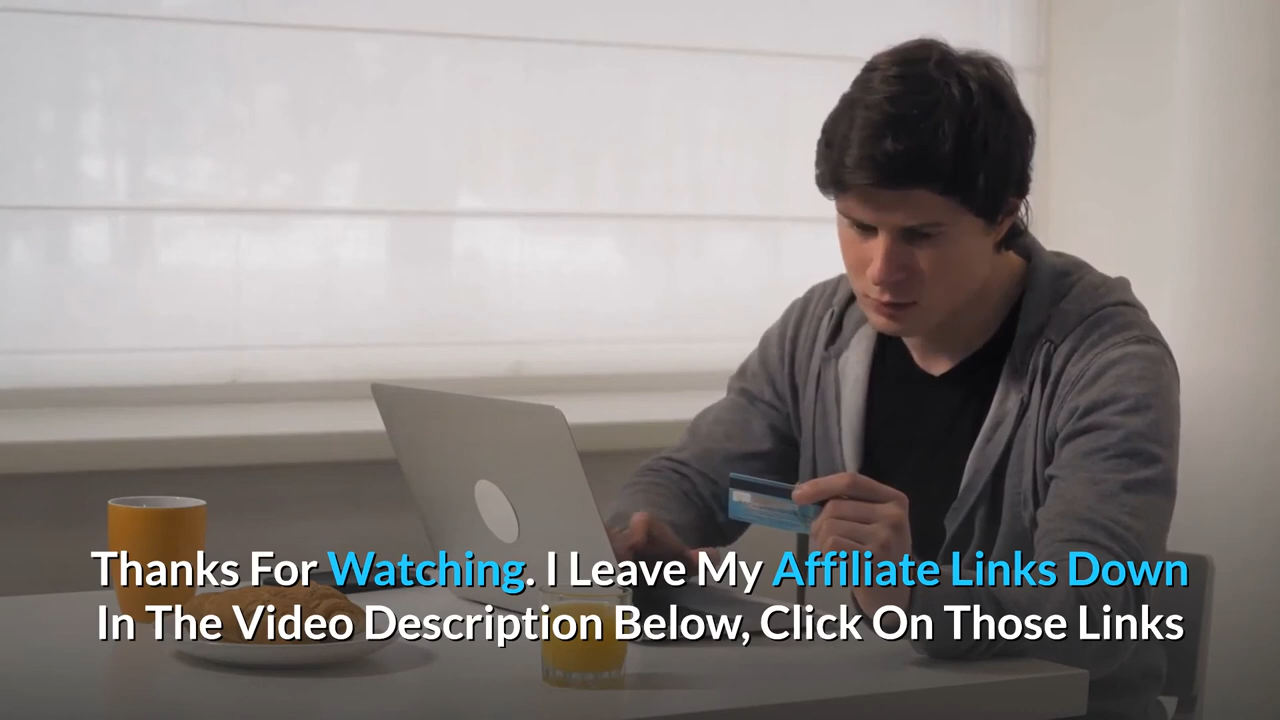 Thanks For Watching. I Leave My Affiliate Links Down
In The Video Description Below, Click On Those Links